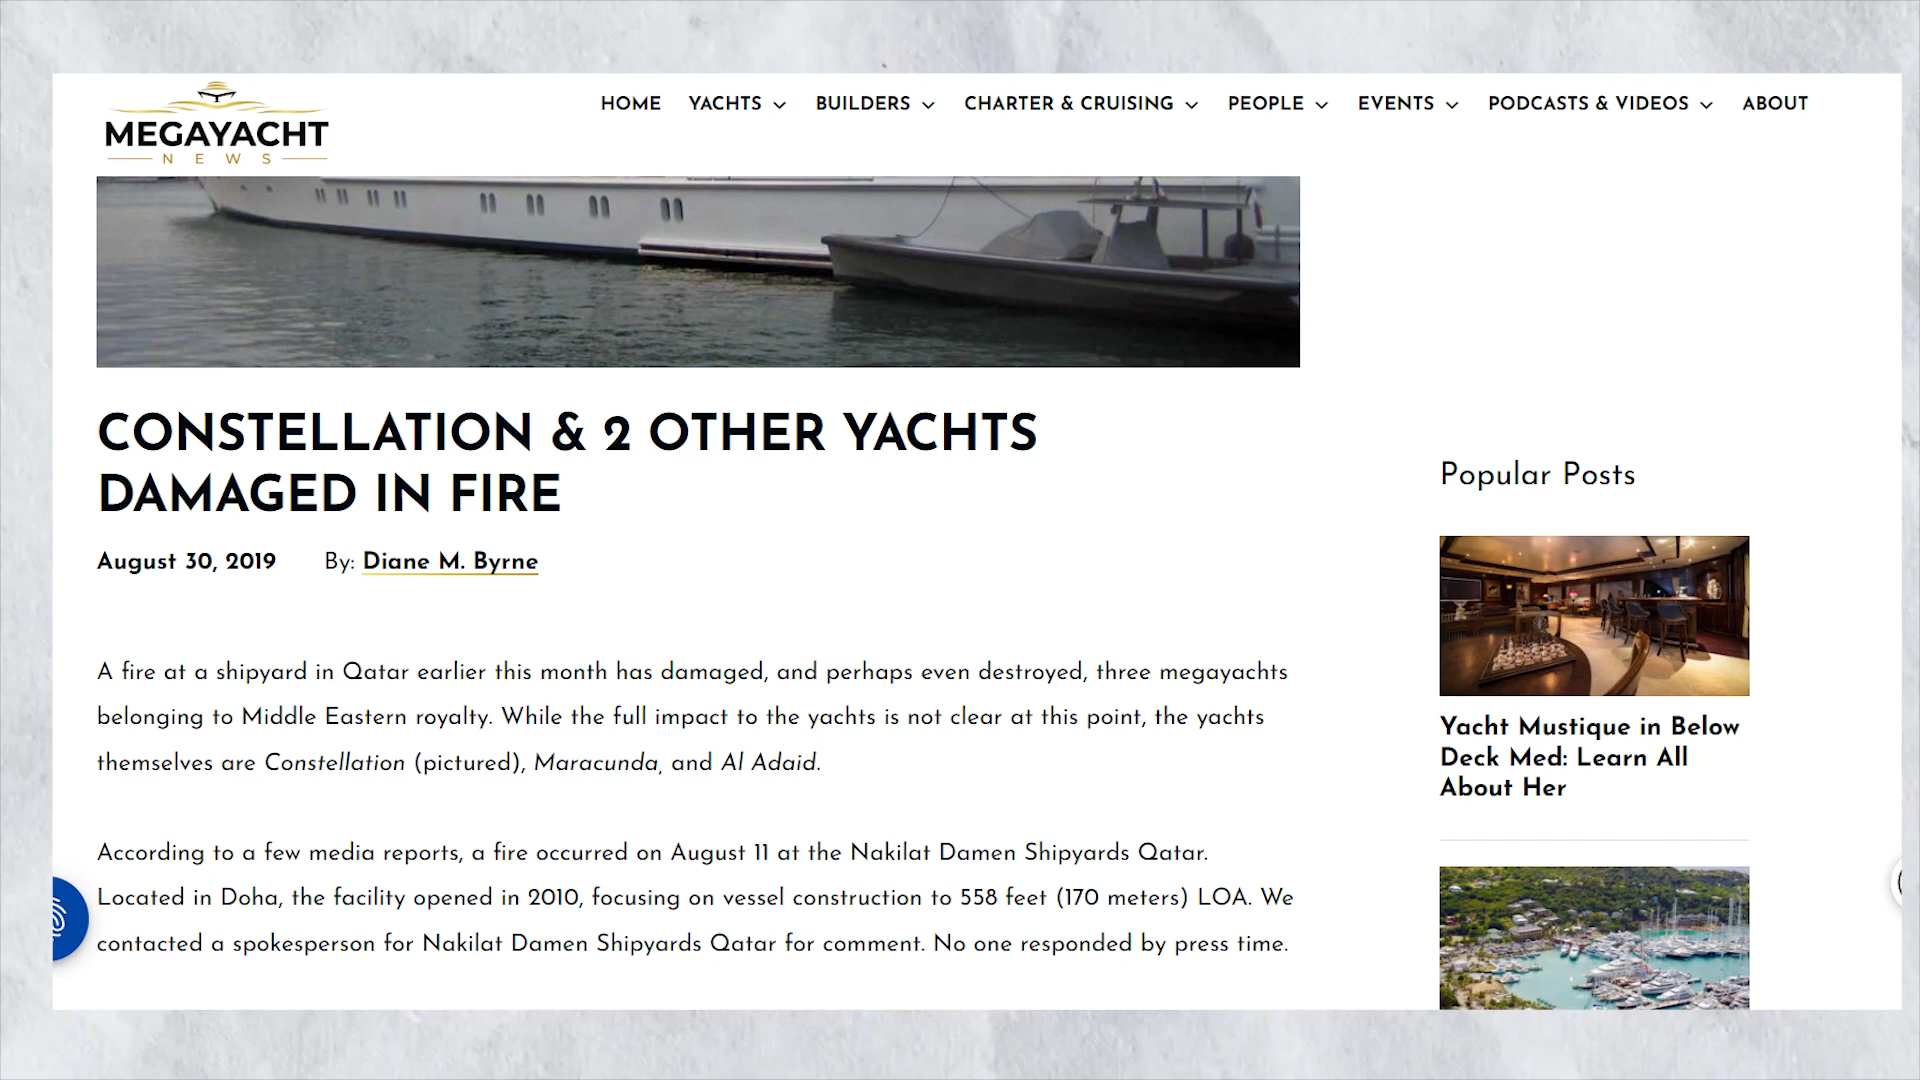 MEGAYACHT
NEWS
HOME YACHTS BUILDERS CHARTER & CRUISING PEOPLE EVENTS PODCASTS & VIDEOS ABOUT
CONSTELLATION & 2 OTHER YACHTS
DAMAGED IN FIRE
August 30, 2019 By: Diane M. Byrne
A fire at a shipyard in Qatar earlier this month has damaged, and perhaps even destroyed, three megayachts
belonging to Middle Eastern royalty. While the full impact to the yachts is not clear at this point, the yachts
themselves are Constellation (pictured), Maracunda, and Al Adaid.
According to a few media reports, a fire occurred on August 11 at the Nakilat Damen Shipyards Qatar.
Located in Doha, the facility opened in 2010, focusing on vessel construction to 558 feet (170 meters) LOA. We
contacted a spokesperson for Nakilat Damen Shipyards Qatar for comment. No one responded by press time.
Popular Posts
Yacht Mustique in Below
Deck Med: Learn All
About Her